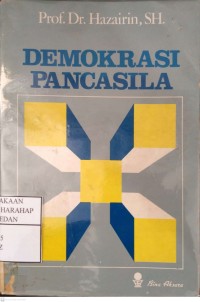 Prof. Dr. Hazairin, SH.
DEMOKRASI
PANCASILA
AKAAN
HARAHAP
EDAN
Bina Aksara